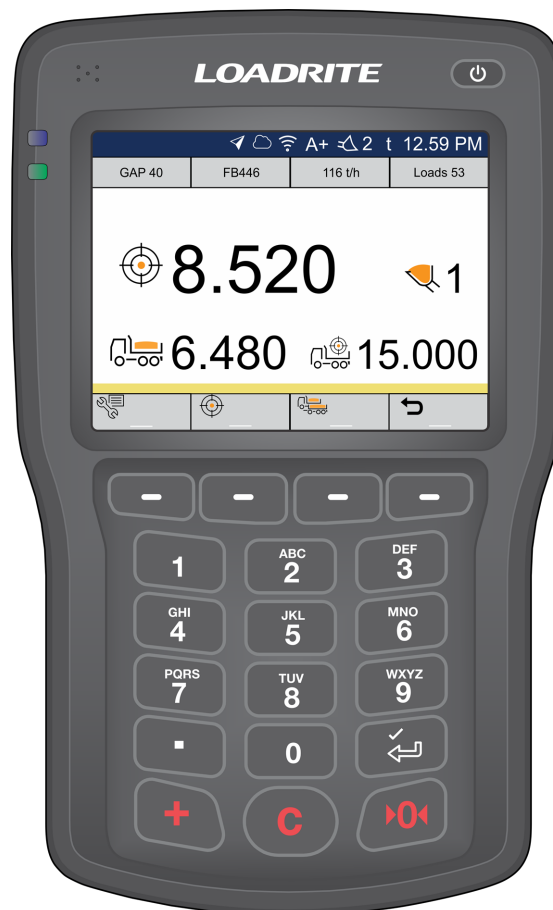 LOADRITE
A+ 2 t 12.59 PM
GAP 40 FB446 116 t/h Loads 53
8.520 1
6.480 15.000
1 ABC 2 DEF 3
GHI 4 JKL 5 MNO 6
PQRS 7 TUV 8 WXYZ 9
. 0
+ C 0